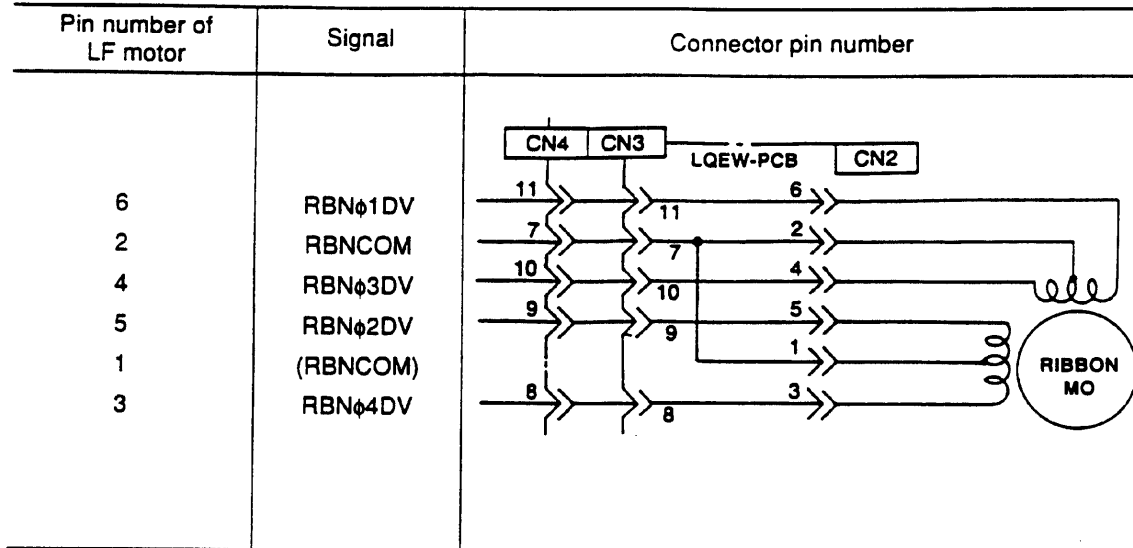 Pin number of
LF motor
Signal
Connector pin number
CN4 CN3
LQEW-PCB
CN2
6 RBNϕ1DV 11 11 6
2 RBNCOM 7 7 2
4 RBNϕ3DV 10 10 4
5 RBNϕ2DV 9 9 5
1 (RBNCOM) 1
3 RBNϕ4DV 8 8 3
RIBBON
MO